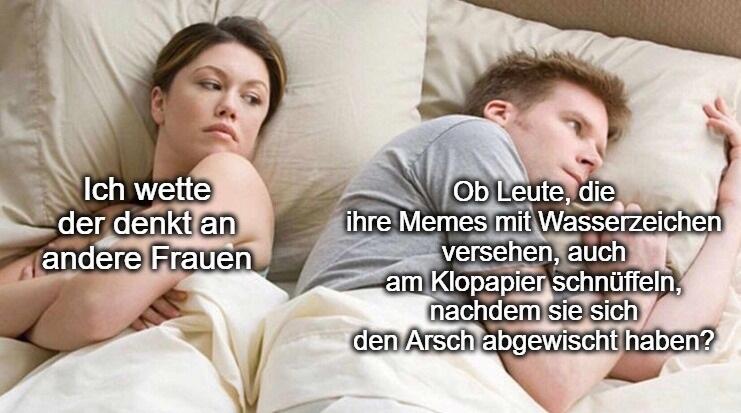 Ich wette
der denkt an
andere Frauen
Ob Leute, die
ihre Memes mit Wasserzeichen
versehen, auch
am Klopapier schnüffeln,
nachdem sie sich
den Arsch abgewischt haben?